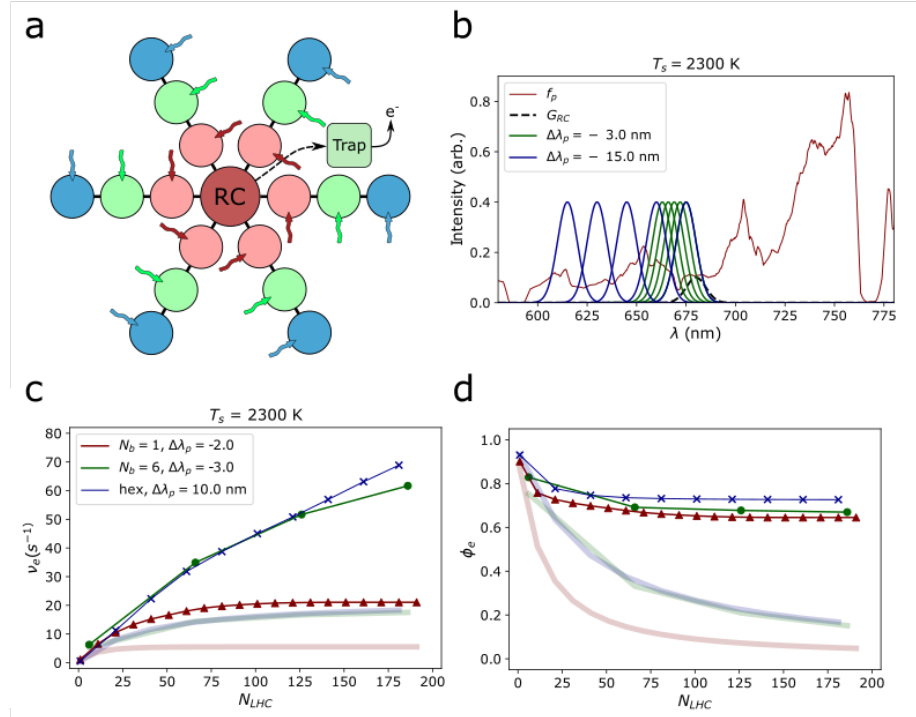 a
RC
Trap
e⁻
b
T_s = 2300 K
f_p
G_RC
Δλ_p = − 3.0 nm
Δλ_p = − 15.0 nm
Intensity (arb.)
0.8
0.6
0.4
0.2
0.0
600 625 650 675 700 725 750 775
λ (nm)
c
T_s = 2300 K
N_b = 1, Δλ_p = -2.0
N_b = 6, Δλ_p = -3.0
hex, Δλ_p = 10.0 nm
ν_e(s⁻¹)
80
70
60
50
40
30
20
10
0
0 25 50 75 100 125 150 175 200
N_LHC
d
ϕ_e
1.0
0.8
0.6
0.4
0.2
0.0
0 25 50 75 100 125 150 175 200
N_LHC